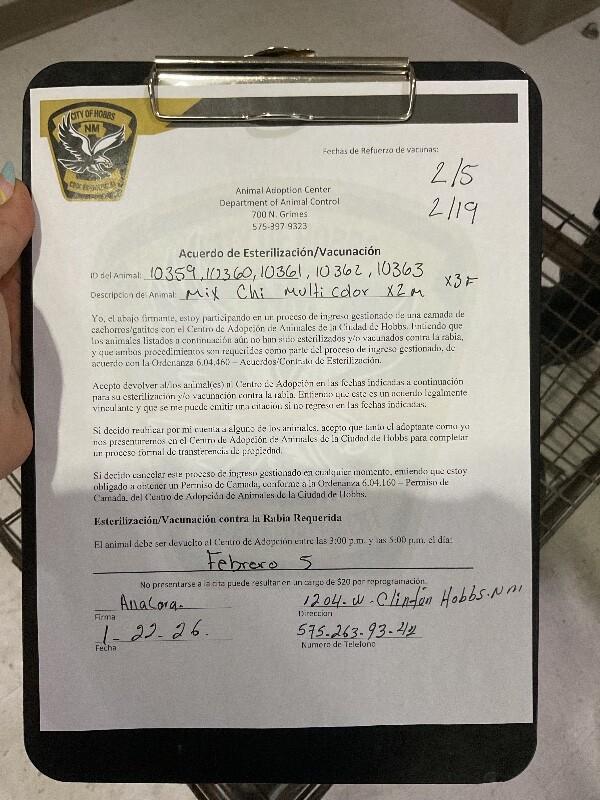 CITY OF HOBBS
NM
Fechas de Refuerzo de vacunas:
2/5
2/19
Animal Adoption Center
Department of Animal Control
700 N. Grimes
575-397-9323
Acuerdo de Esterilización/Vacunación
ID del Animal: 10359, 10360, 10361, 10362, 10363
Descripcion del Animal: Mix Chi Multi color x2 M x3 F
Yo, el abajo firmante, estoy participando en un proceso de ingreso gestionado de una camada de
cachorros/gatitos con el Centro de Adopción de Animales de la Ciudad de Hobbs. Entiendo que
los animales listados a continuación aún no han sido esterilizados y/o vacunados contra la rabia,
y que ambos procedimientos son requeridos como parte del proceso de ingreso gestionado, de
acuerdo con la Ordenanza 6.04.460 – Acuerdos/Contrato de Esterilización.
Acepto devolver al/los animal(es) al Centro de Adopción en las fechas indicadas a continuación
para su esterilización y/o vacunación contra la rabia. Entiendo que este es un acuerdo legalmente
vinculante y que se me puede emitir una citación si no regreso en las fechas indicadas.
Si decido reubicar por mi cuenta a alguno de los animales, acepto que tanto el adoptante como yo
nos presentaremos en el Centro de Adopción de Animales de la Ciudad de Hobbs para completar
un proceso formal de transferencia de propiedad.
Si decido cancelar este proceso de ingreso gestionado en cualquier momento, entiendo que estoy
obligado a obtener un Permiso de Camada, conforme a la Ordenanza 6.04.160 – Permiso de
Camada, del Centro de Adopción de Animales de la Ciudad de Hobbs.
Esterilización/Vacunación contra la Rabia Requerida
El animal debe ser devuelto al Centro de Adopción entre las 3:00 p.m. y las 5:00 p.m. el día:
Febrero 5
No presentarse a la cita puede resultar en un cargo de $20 por reprogramación.
AnaCora. 1204. W. Clinton Hobbs. NM
Firma Direccion
1-22-26. 575-263-93-42
Fecha Numero de Telefono